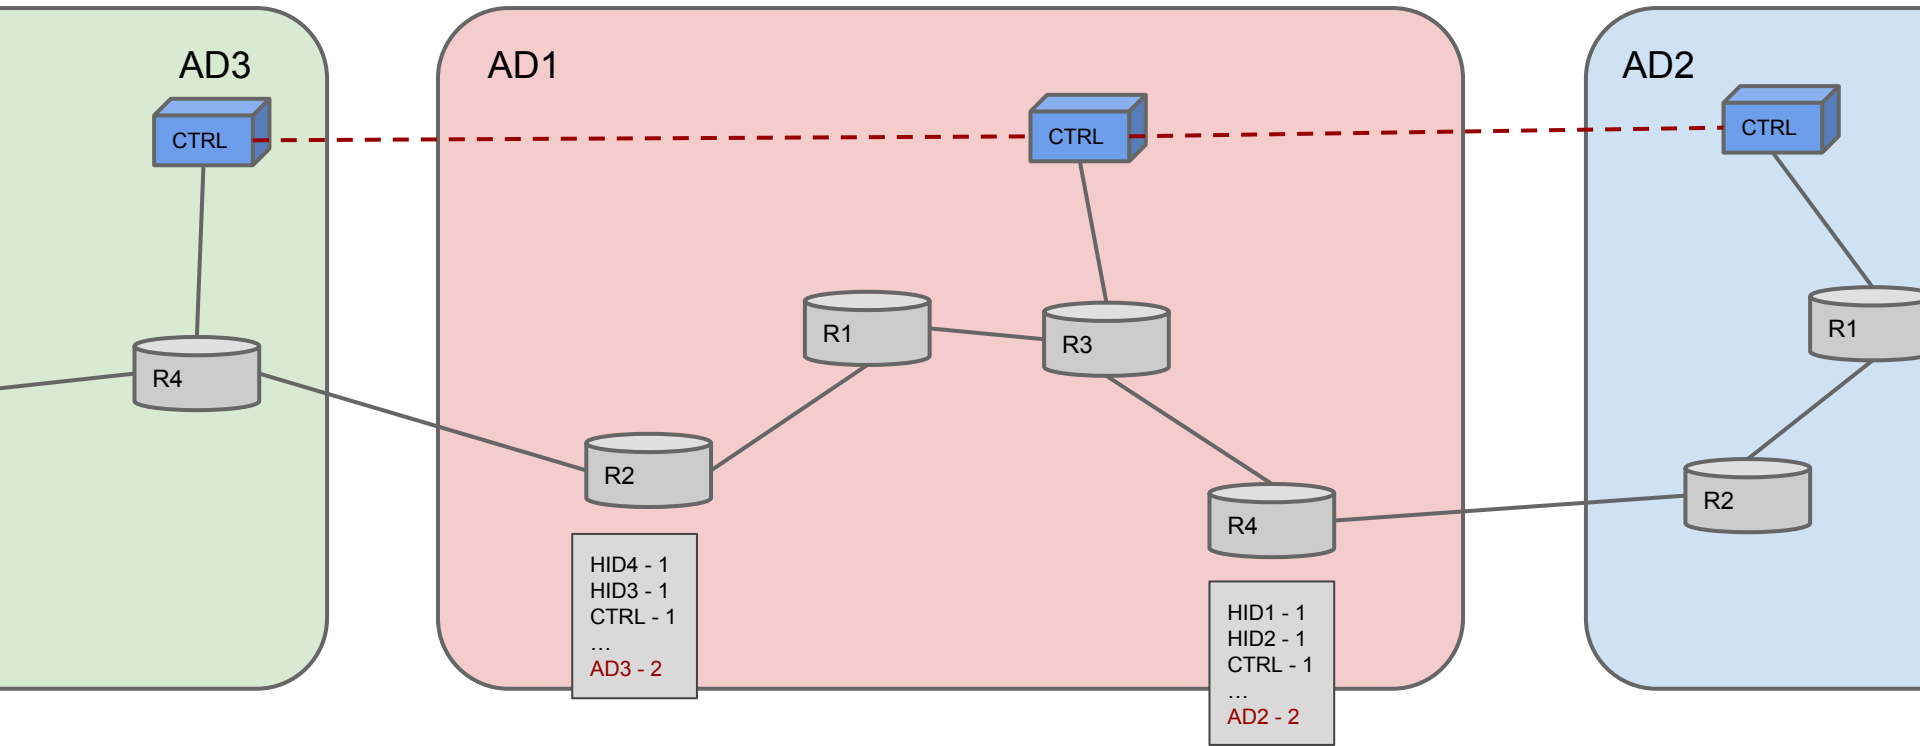 AD3
AD1
AD2
CTRL
CTRL
CTRL
R1
R3
R1
R4
R2
R4
R2
HID4 - 1
HID3 - 1
CTRL - 1
…
AD3 - 2
HID1 - 1
HID2 - 1
CTRL - 1
…
AD2 - 2